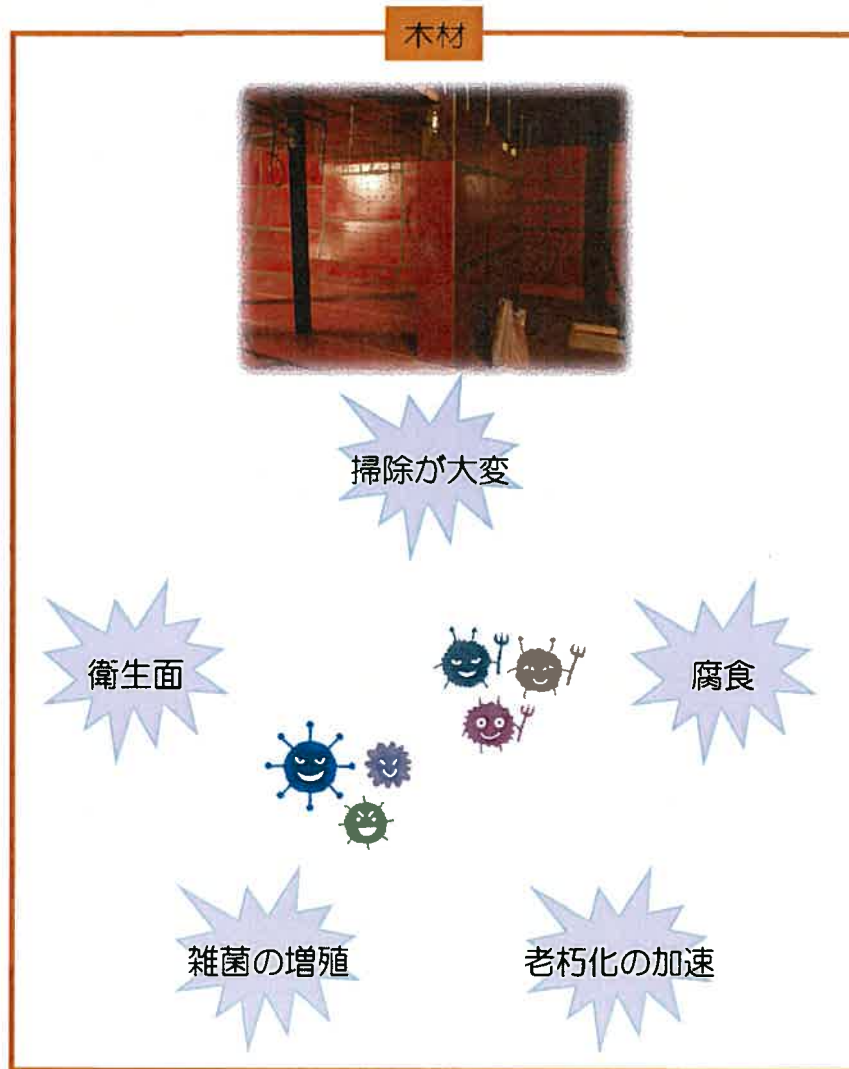 木材
掃除が大変
衛生面
腐食
雑菌の増殖
老朽化の加速